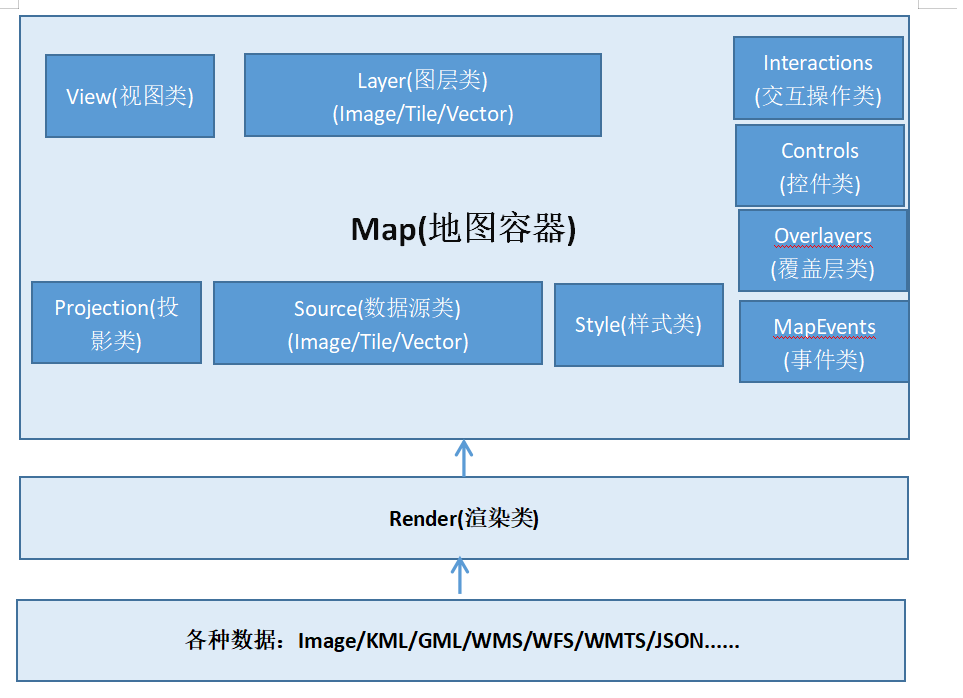 View(视图类)
Layer(图层类)
(Image/Tile/Vector)
Interactions
(交互操作类)
Controls
(控件类)
Map(地图容器)
Overlayers
(覆盖层类)
Projection(投
影类)
Source(数据源类)
(Image/Tile/Vector)
Style(样式类)
MapEvents
(事件类)
Render(渲染类)
各种数据：Image/KML/GML/WMS/WFS/WMTS/JSON......